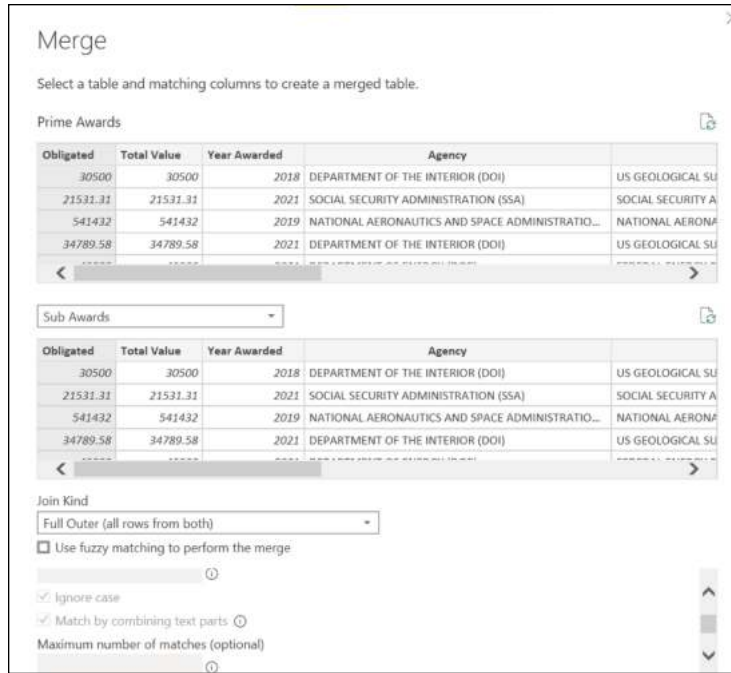 Merge
Select a table and matching columns to create a merged table.
Prime Awards
Obligated Total Value Year Awarded Agency
30500 30500 2018 DEPARTMENT OF THE INTERIOR (DOI) US GEOLOGICAL SU
21531.31 21531.31 2021 SOCIAL SECURITY ADMINISTRATION (SSA) SOCIAL SECURITY A
541432 541432 2019 NATIONAL AERONAUTICS AND SPACE ADMINISTRATIO... NATIONAL AERONA
34789.58 34789.58 2021 DEPARTMENT OF THE INTERIOR (DOI) US GEOLOGICAL SU
Sub Awards
Obligated Total Value Year Awarded Agency
30500 30500 2018 DEPARTMENT OF THE INTERIOR (DOI) US GEOLOGICAL SU
21531.31 21531.31 2021 SOCIAL SECURITY ADMINISTRATION (SSA) SOCIAL SECURITY A
541432 541432 2019 NATIONAL AERONAUTICS AND SPACE ADMINISTRATIO... NATIONAL AERONA
34789.58 34789.58 2021 DEPARTMENT OF THE INTERIOR (DOI) US GEOLOGICAL SU
Join Kind
Full Outer (all rows from both)
Use fuzzy matching to perform the merge
Ignore case
Match by combining text parts
Maximum number of matches (optional)